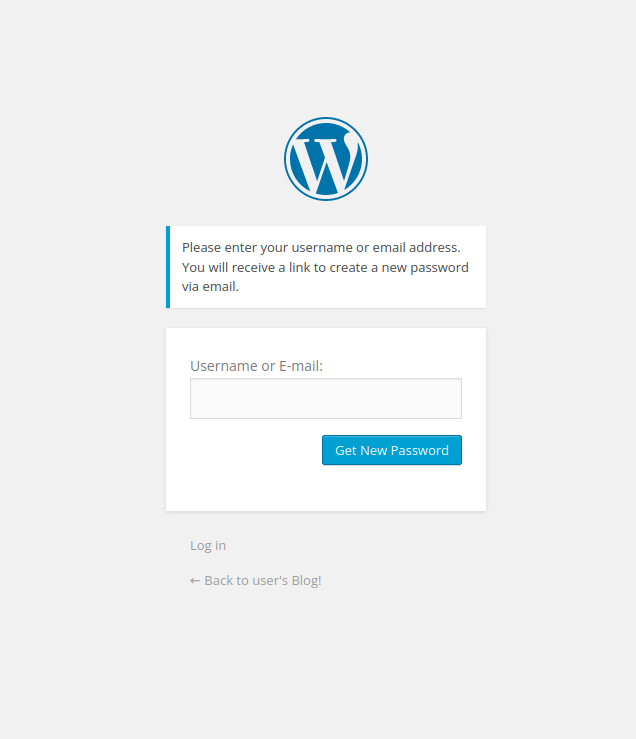 Please enter your username or email address.
You will receive a link to create a new password
via email.
Username or E-mail:
Get New Password
Log in
← Back to user's Blog!